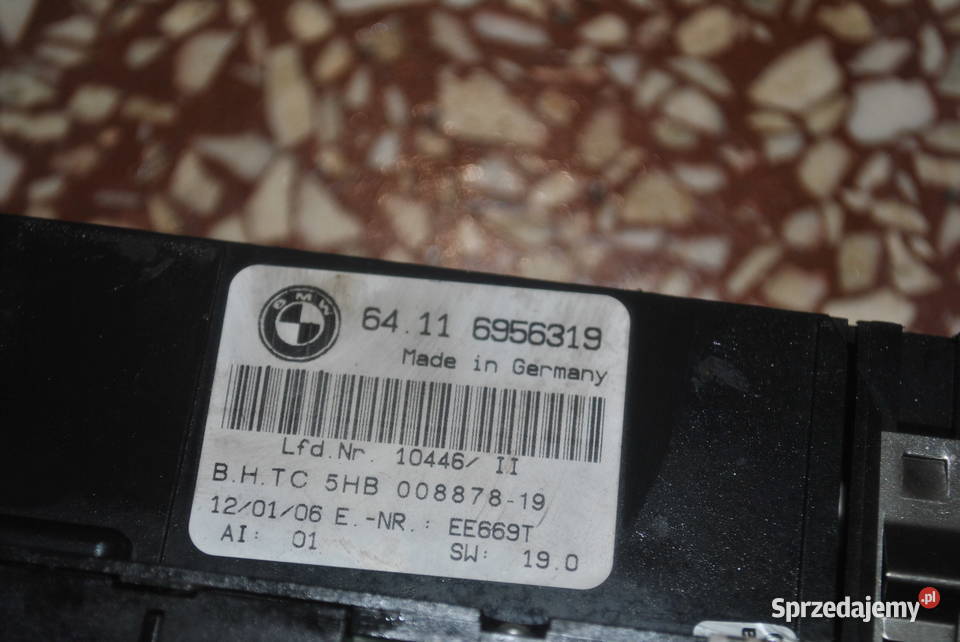 BMW
64.11 6956319
Made in Germany
Lfd.Nr. 10446/ II
B.H.TC 5HB 008878-19
12/01/06 E.-NR.: EE669T
AI: 01 SW: 19.0
E
Sprzedajemy.pl